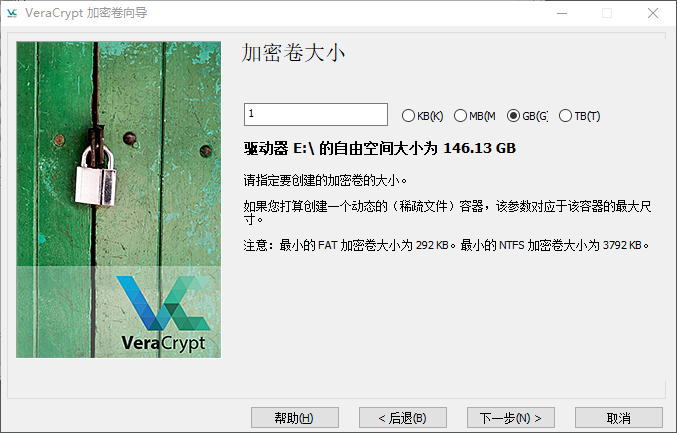 VeraCrypt 加密卷向导
加密卷大小
1
KB(K) MB(M GB(G) TB(T)
驱动器 E:\ 的自由空间大小为 146.13 GB
请指定要创建的加密卷的大小。
如果您打算创建一个动态的（稀疏文件）容器，该参数对应于该容器的最大尺
寸。
注意：最小的 FAT 加密卷大小为 292 KB。最小的 NTFS 加密卷大小为 3792 KB。
VeraCrypt
帮助(H) < 后退(B) 下一步(N) > 取消